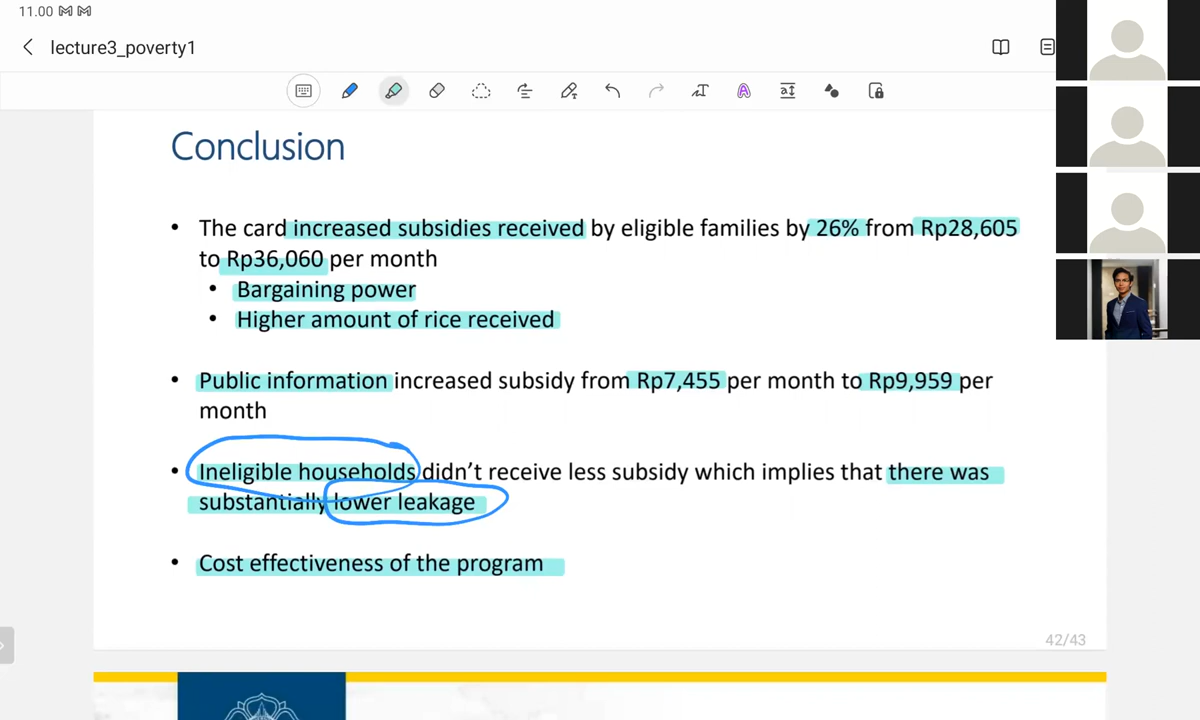 11.00
lecture3_poverty1
Conclusion
• The card increased subsidies received by eligible families by 26% from Rp28,605
to Rp36,060 per month
• Bargaining power
• Higher amount of rice received
• Public information increased subsidy from Rp7,455 per month to Rp9,959 per
month
• Ineligible households didn't receive less subsidy which implies that there was
substantially lower leakage
• Cost effectiveness of the program
42/43